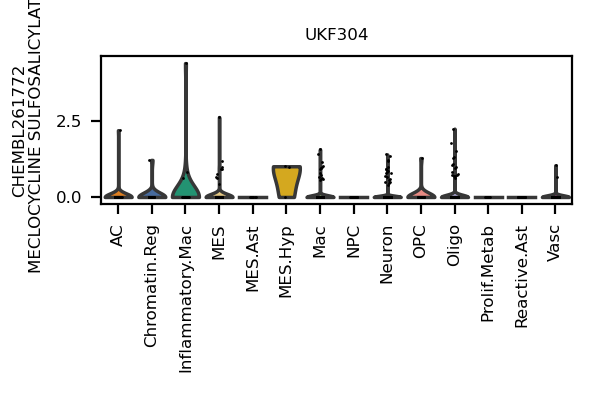 UKF304
CHEMBL261772
MECLOCYCLINE SULFOSALICYLAT
2.5
0.0
AC
Chromatin.Reg
Inflammatory.Mac
MES
MES.Ast
MES.Hyp
Mac
NPC
Neuron
OPC
Oligo
Prolif.Metab
Reactive.Ast
Vasc